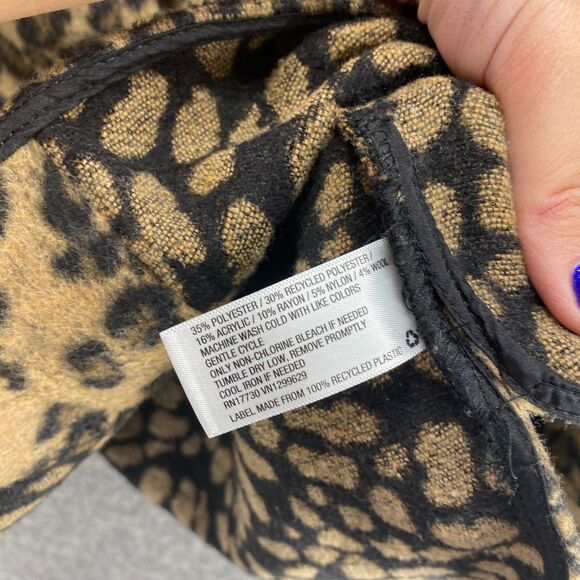 35% POLYESTER / 30% RECYCLED POLYESTER /
16% ACRYLIC / 10% RAYON / 5% NYLON / 4% WOOL
MACHINE WASH COLD WITH LIKE COLORS
GENTLE CYCLE
ONLY NON-CHLORINE BLEACH IF NEEDED
TUMBLE DRY LOW. REMOVE PROMPTLY
COOL IRON IF NEEDED
RN17730 VN1299629
LABEL MADE FROM 100% RECYCLED PLASTIC